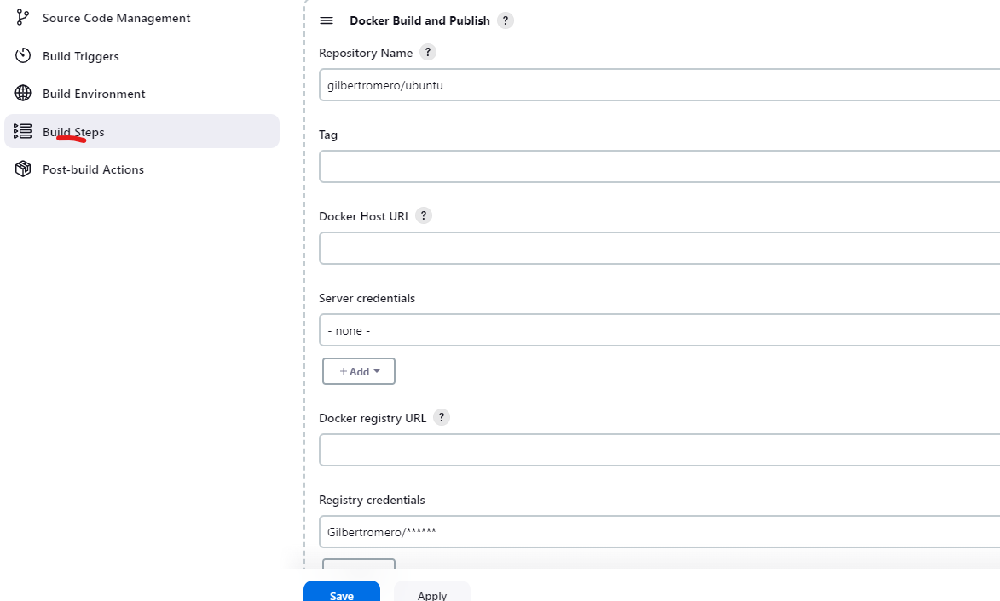 Source Code Management
Build Triggers
Build Environment
Build Steps
Post-build Actions
Docker Build and Publish ?
Repository Name ?
gilbertromero/ubuntu
Tag
Docker Host URI ?
Server credentials
- none -
+ Add
Docker registry URL ?
Registry credentials
Gilbertromero/******
Save Apply